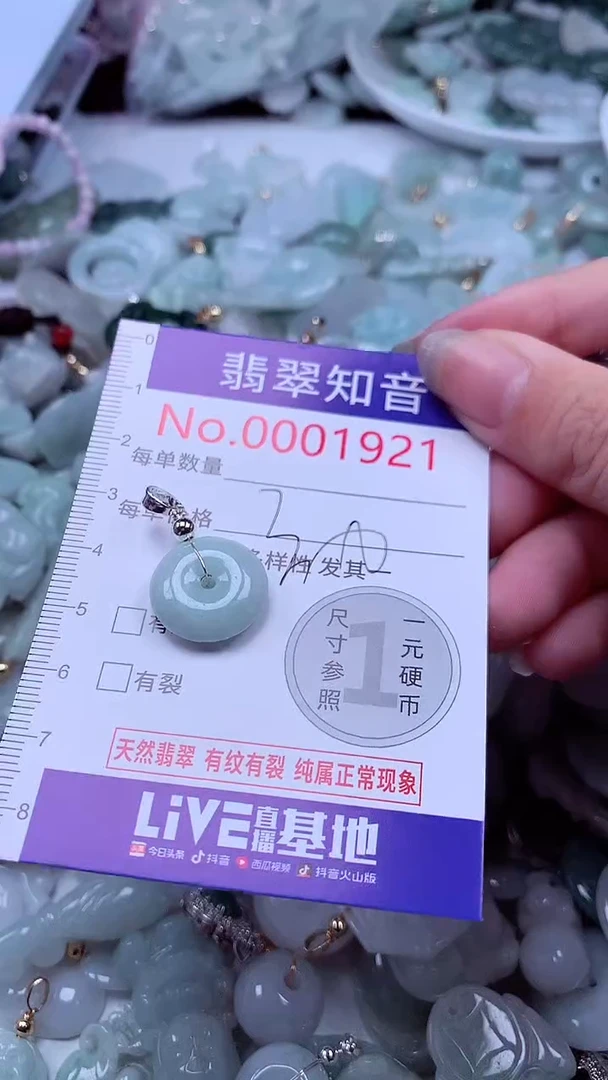 翡翠知音
No.0001921
每单数量
每单价格
多样性 发其一
0
1
2
3
4
5
6
7
8
有
有裂
尺寸参照
1
一元硬币
天然翡翠 有纹有裂 纯属正常现象
LiVE直播基地
今日头条 抖音 西瓜视频 抖音火山版